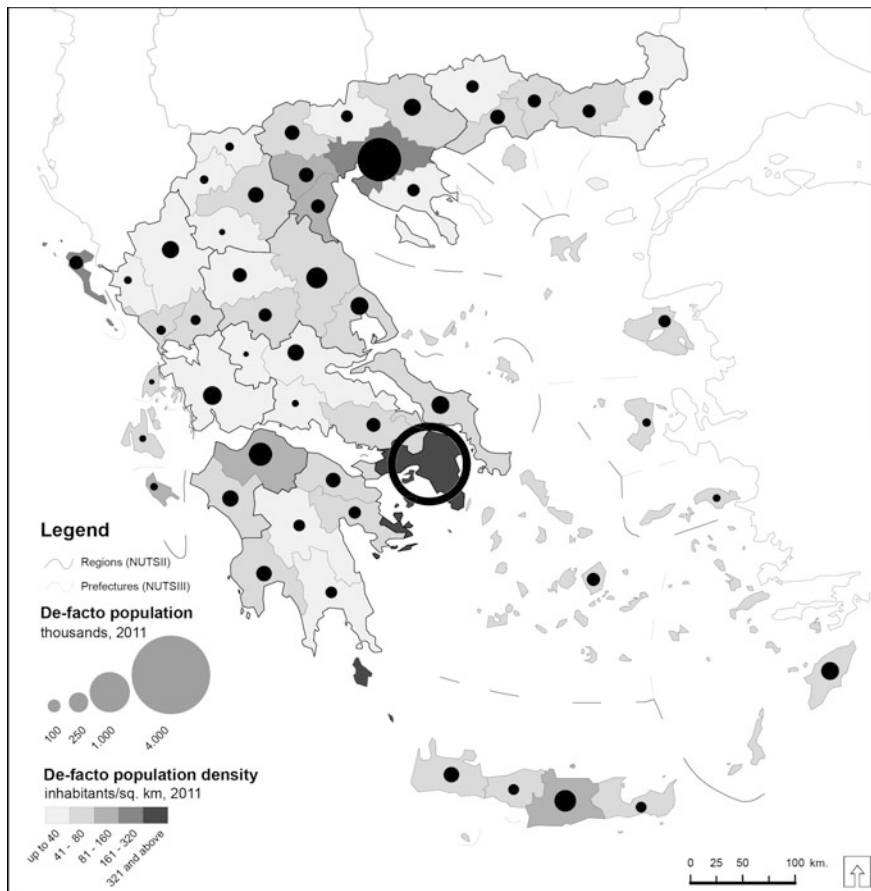 Legend
Regions (NUTSII)
Prefectures (NUTSIII)
De-facto population
thousands, 2011
100
250
1.000
4.000
De-facto population density
inhabitants/sq. km, 2011
up to 40
41 - 80
81 - 160
161 - 320
321 and above
0 25 50 100 km.